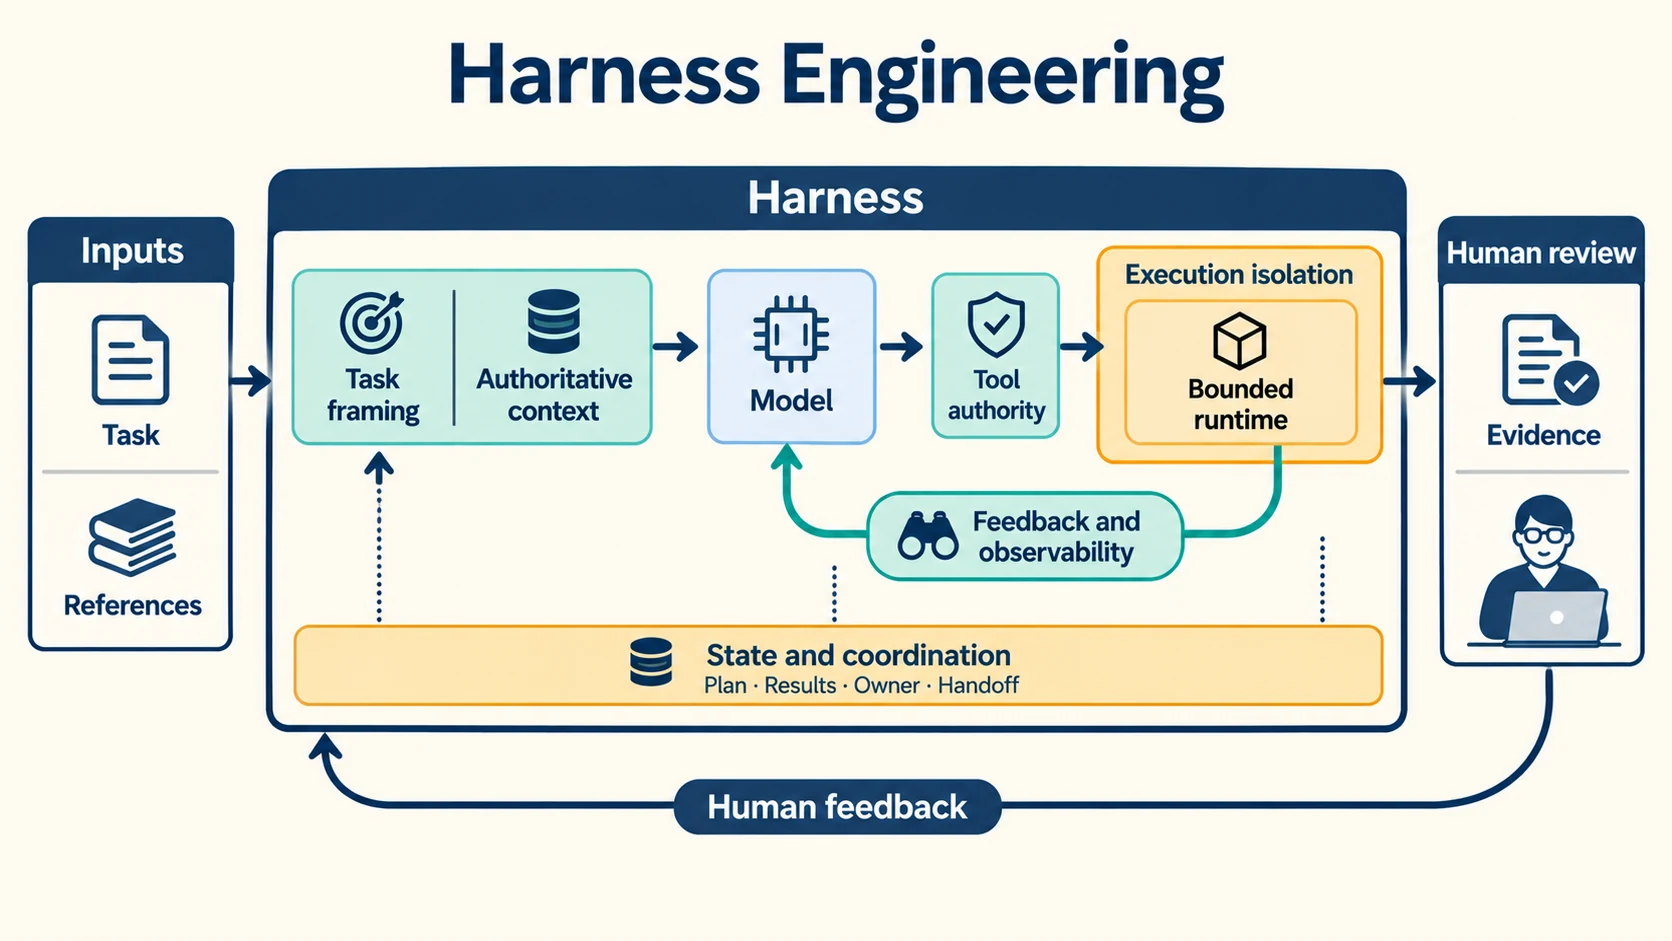 Harness Engineering
Harness
Inputs
Task
References
Task
framing
Authoritative
context
Model
Tool
authority
Execution isolation
Bounded
runtime
Feedback and
observability
State and coordination
Plan · Results · Owner · Handoff
Human review
Evidence
Human feedback